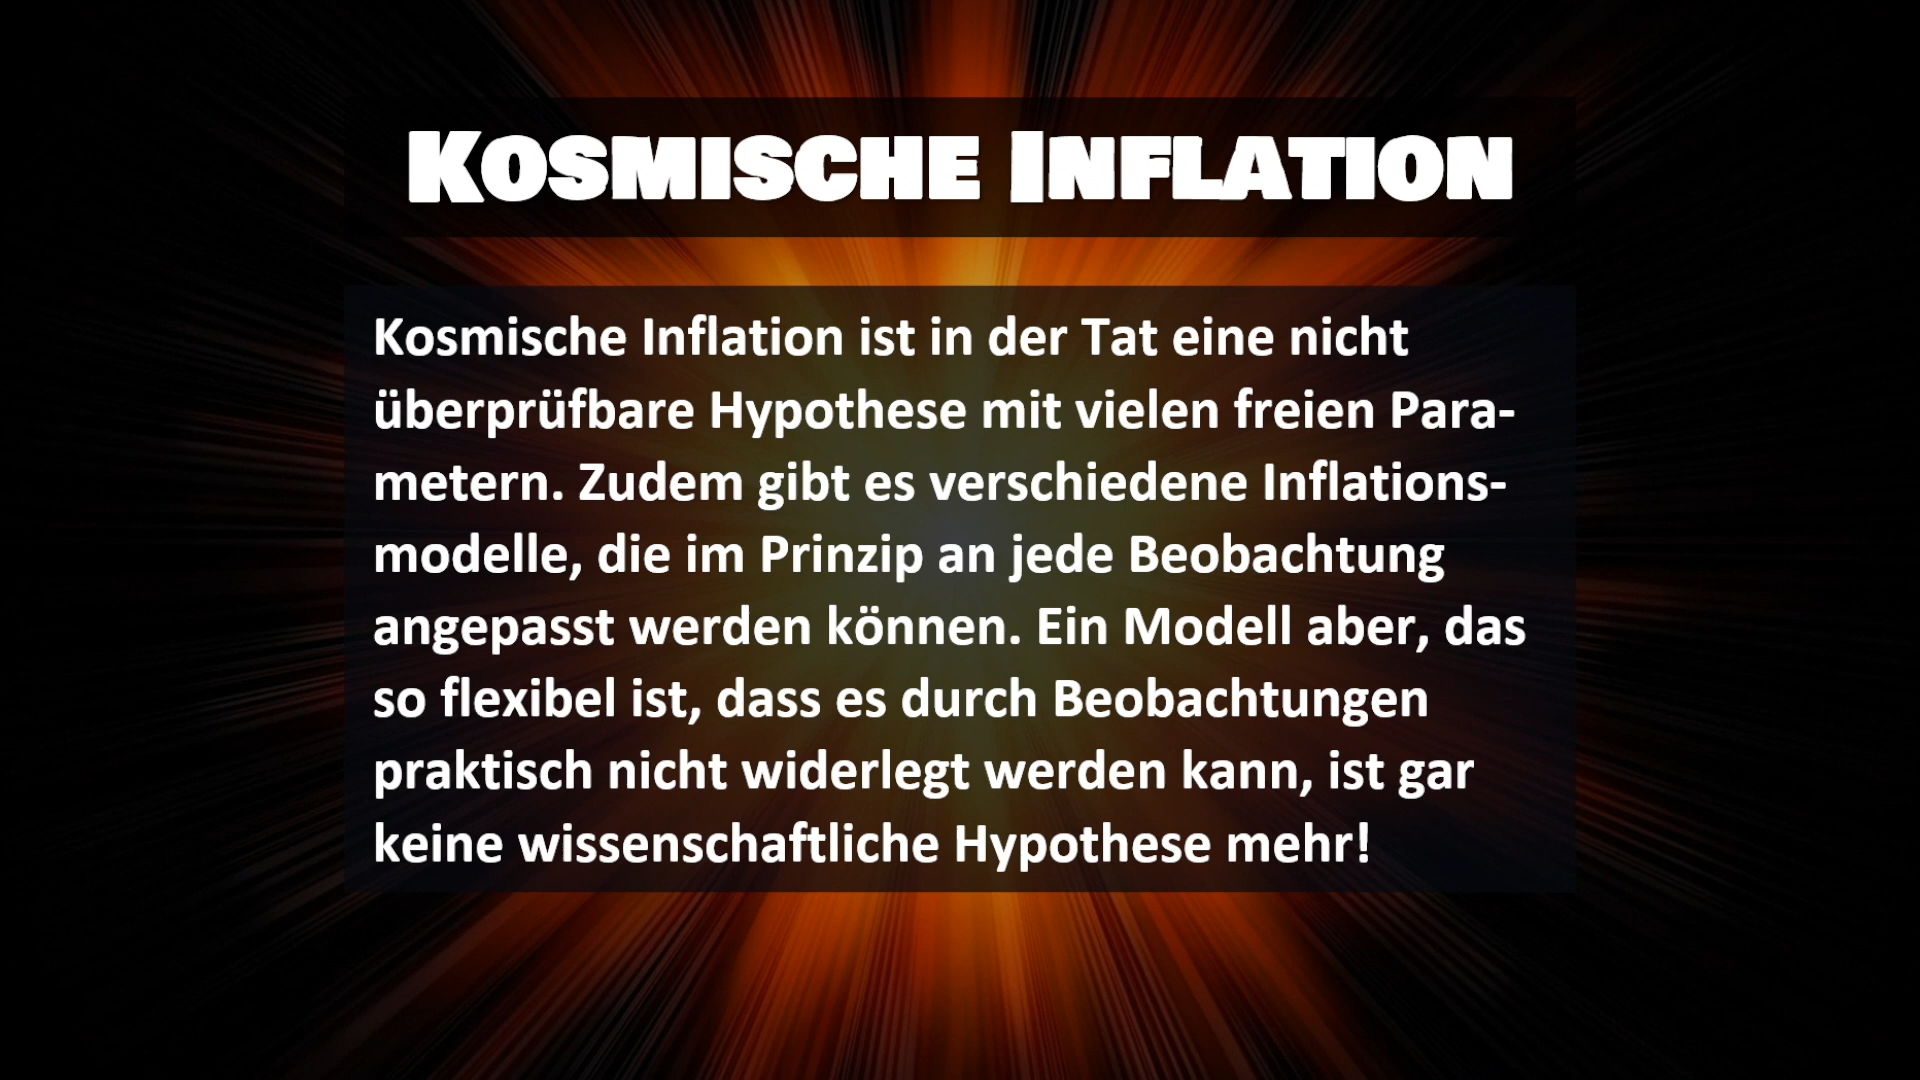 Kosmische Inflation
Kosmische Inflation ist in der Tat eine nicht
überprüfbare Hypothese mit vielen freien Para-
metern. Zudem gibt es verschiedene Inflations-
modelle, die im Prinzip an jede Beobachtung
angepasst werden können. Ein Modell aber, das
so flexibel ist, dass es durch Beobachtungen
praktisch nicht widerlegt werden kann, ist gar
keine wissenschaftliche Hypothese mehr!